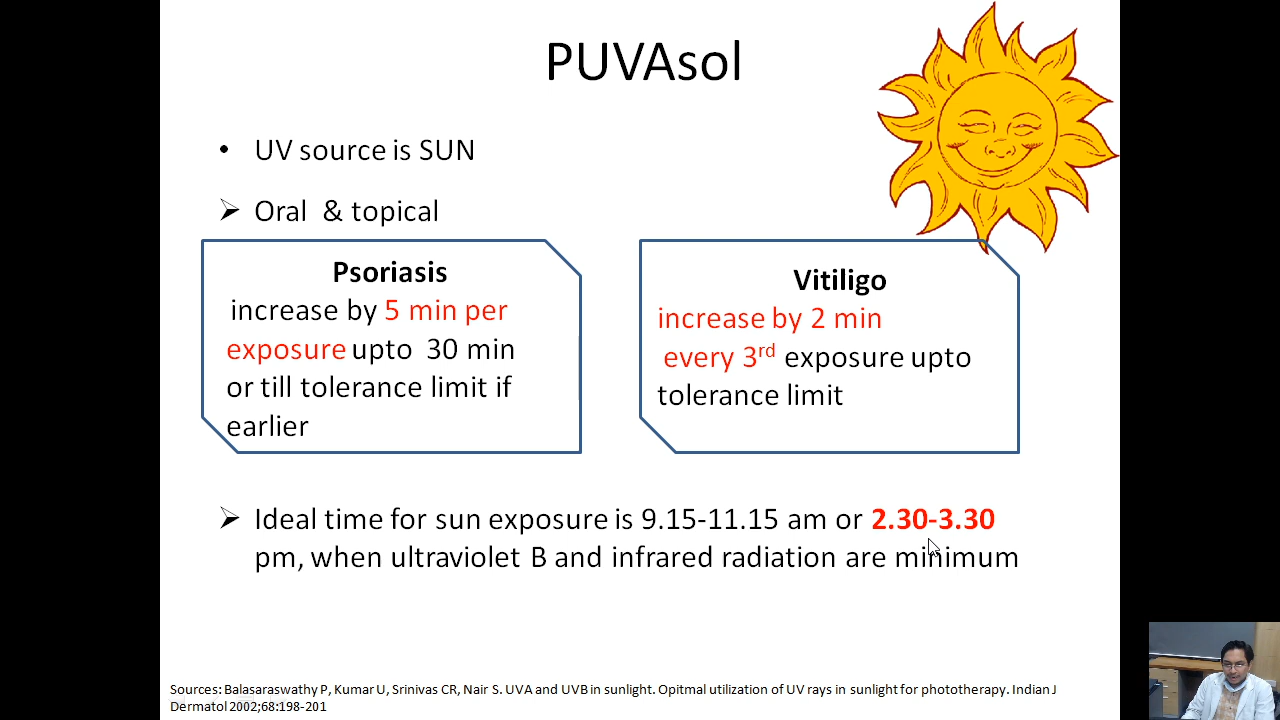 PUVAsol
• UV source is SUN
➢ Oral & topical
Psoriasis
increase by 5 min per
exposure upto 30 min
or till tolerance limit if
earlier
Vitiligo
increase by 2 min
every 3rd exposure upto
tolerance limit
➢ Ideal time for sun exposure is 9.15-11.15 am or 2.30-3.30
pm, when ultraviolet B and infrared radiation are minimum
Sources: Balasaraswathy P, Kumar U, Srinivas CR, Nair S. UVA and UVB in sunlight. Opitmal utilization of UV rays in sunlight for phototherapy. Indian J
Dermatol 2002;68:198-201